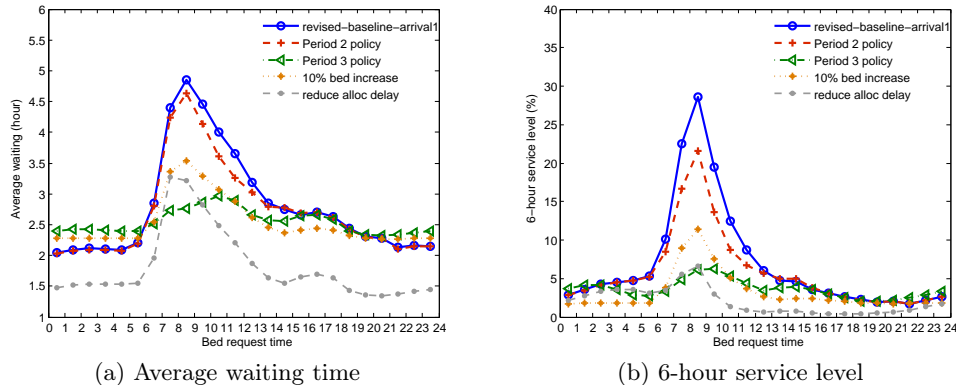 6
5.5
5
4.5
4
3.5
3
2.5
2
1.5
1
Average waiting (hour)
revised-baseline-arrival1
Period 2 policy
Period 3 policy
10% bed increase
reduce alloc delay
0 1 2 3 4 5 6 7 8 9 10 11 12 13 14 15 16 17 18 19 20 21 22 23 24
Bed request time
(a) Average waiting time
40
35
30
25
20
15
10
5
0
6-hour service level (%)
revised-baseline-arrival1
Period 2 policy
Period 3 policy
10% bed increase
reduce alloc delay
0 1 2 3 4 5 6 7 8 9 10 11 12 13 14 15 16 17 18 19 20 21 22 23 24
Bed request time
(b) 6-hour service level